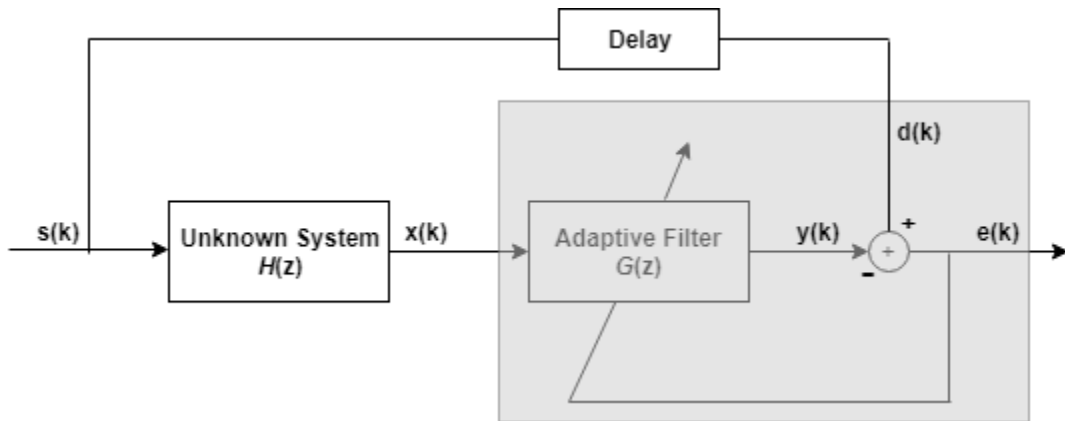 Delay
d(k)
s(k)
Unknown System
H(z)
x(k)
Adaptive Filter
G(z)
y(k)
+
+
-
e(k)